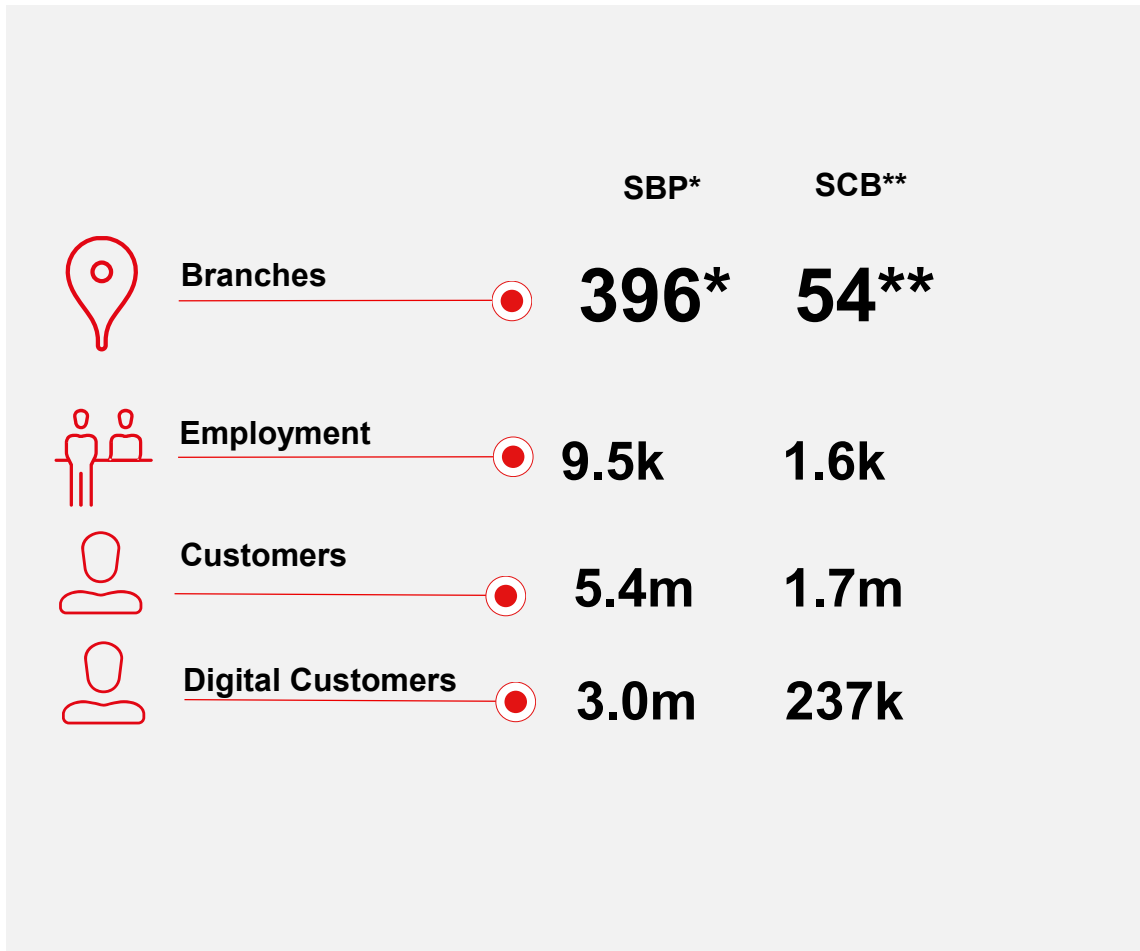 SBP* SCB**
Branches 396* 54**
Employment 9.5k 1.6k
Customers 5.4m 1.7m
Digital Customers 3.0m 237k